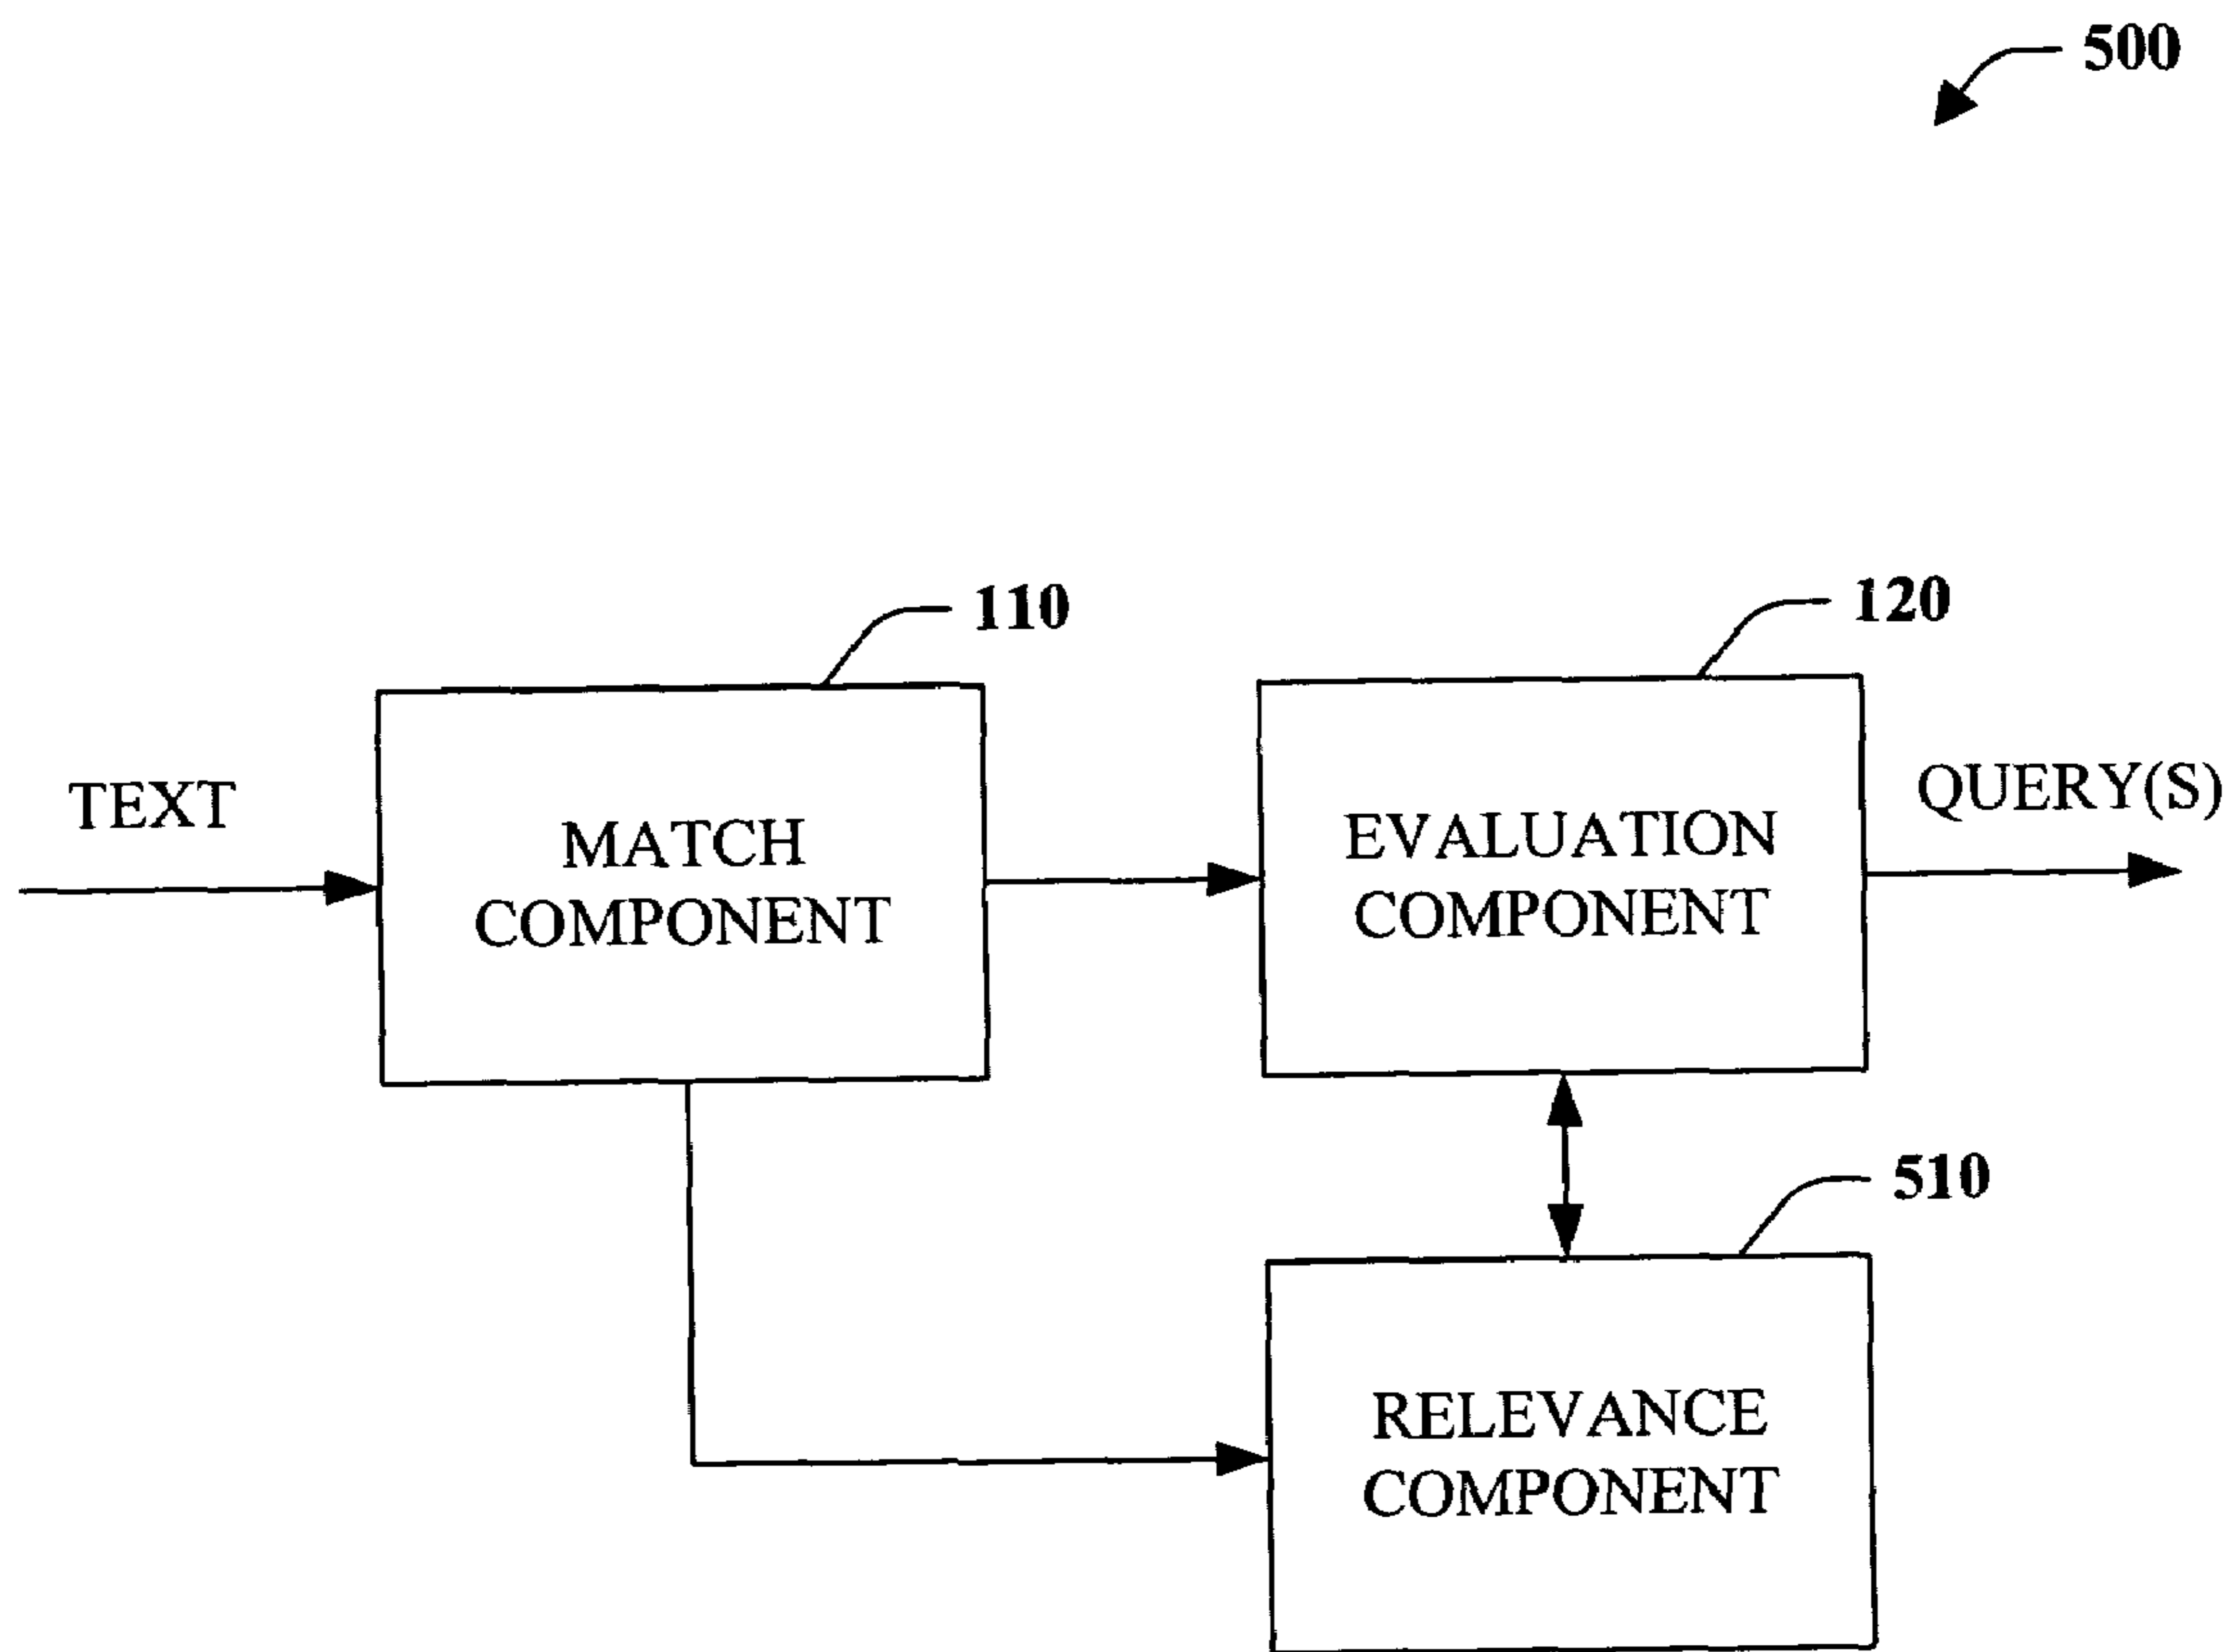 500
110
120
TEXT
MATCH
COMPONENT
EVALUATION
COMPONENT
QUERY(S)
510
RELEVANCE
COMPONENT